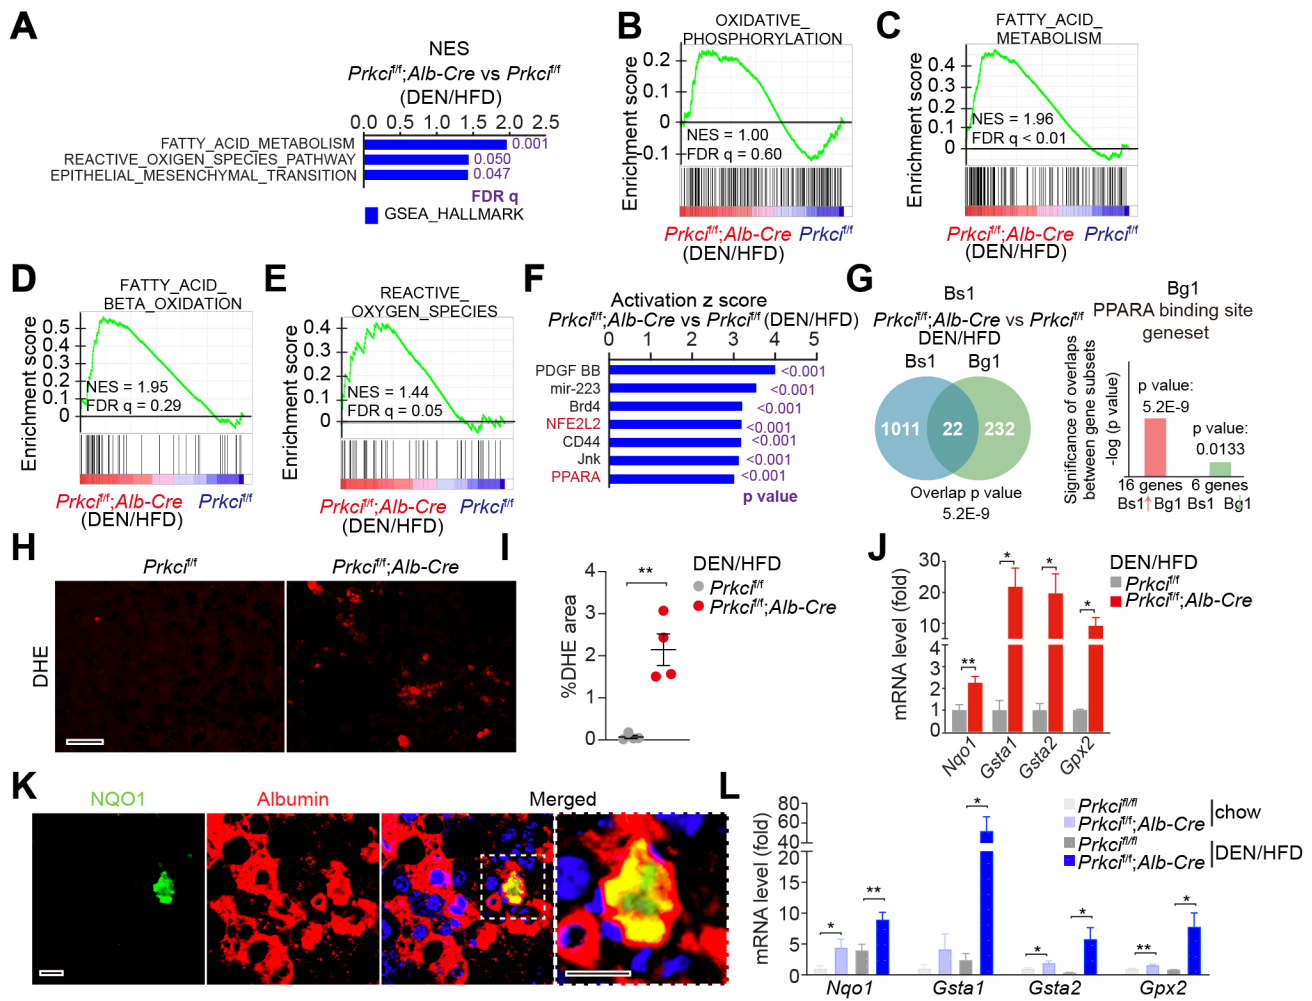 A
NES
Prkci^f/f;Alb-Cre vs Prkci^f/f
(DEN/HFD)
0.0 0.5 1.0 1.5 2.0 2.5
FATTY_ACID_METABOLISM 0.001
REACTIVE_OXIGEN_SPECIES_PATHWAY 0.050
EPITHELIAL_MESENCHYMAL_TRANSITION 0.047
FDR q
GSEA_HALLMARK
B
OXIDATIVE_
PHOSPHORYLATION
Enrichment score
0.2
0.1
0
-0.1
NES = 1.00
FDR q = 0.60
Prkci^f/f;Alb-Cre Prkci^f/f
(DEN/HFD)
C
FATTY_ACID_
METABOLISM
Enrichment score
0.4
0.3
0.2
0.1
0
NES = 1.96
FDR q < 0.01
Prkci^f/f;Alb-Cre Prkci^f/f
(DEN/HFD)
D
FATTY_ACID_
BETA_OXIDATION
Enrichment score
0.5
0.4
0.3
0.2
0.1
0
NES = 1.95
FDR q = 0.29
Prkci^f/f;Alb-Cre Prkci^f/f
(DEN/HFD)
E
REACTIVE_
OXYGEN_SPECIES
Enrichment score
0.4
0.3
0.2
0.1
0
NES = 1.44
FDR q = 0.05
Prkci^f/f;Alb-Cre Prkci^f/f
(DEN/HFD)
F
Activation z score
Prkci^f/f;Alb-Cre vs Prkci^f/f (DEN/HFD)
0 1 2 3 4 5
PDGF BB <0.001
mir-223 <0.001
Brd4 <0.001
NFE2L2 <0.001
CD44 <0.001
Jnk <0.001
PPARA <0.001
p value
G
Bs1
Prkci^f/f;Alb-Cre vs Prkci^f/f
DEN/HFD
Bs1 Bg1
1011 22 232
Overlap p value
5.2E-9
Bg1
PPARA binding site
geneset
Significance of overlaps
between gene subsets
-log (p value)
p value:
5.2E-9
p value:
0.0133
16 genes 6 genes
Bs1↑Bg1 Bs1 Bg1↓
H
Prkci^f/f Prkci^f/f;Alb-Cre
DHE
I
DEN/HFD
Prkci^f/f
Prkci^f/f;Alb-Cre
%DHE area
4
3
2
1
0
**
J
DEN/HFD
Prkci^f/f
Prkci^f/f;Alb-Cre
mRNA level (fold)
30
20
10
4
3
2
1
0
** * * *
Nqo1 Gsta1 Gsta2 Gpx2
K
NQO1 Albumin Merged
L
mRNA level (fold)
80
60
40
20
15
10
5
0
* ** * * * ** *
Nqo1 Gsta1 Gsta2 Gpx2
Prkci^fl/fl
Prkci^f/f;Alb-Cre
chow
Prkci^fl/fl
Prkci^f/f;Alb-Cre
DEN/HFD